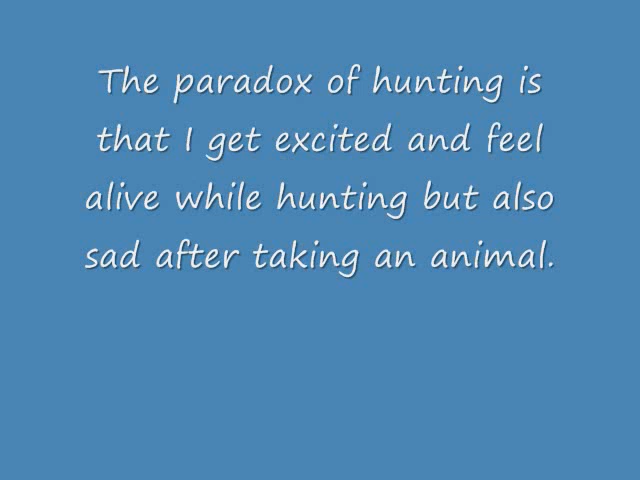 The paradox of hunting is
that I get excited and feel
alive while hunting but also
sad after taking an animal.